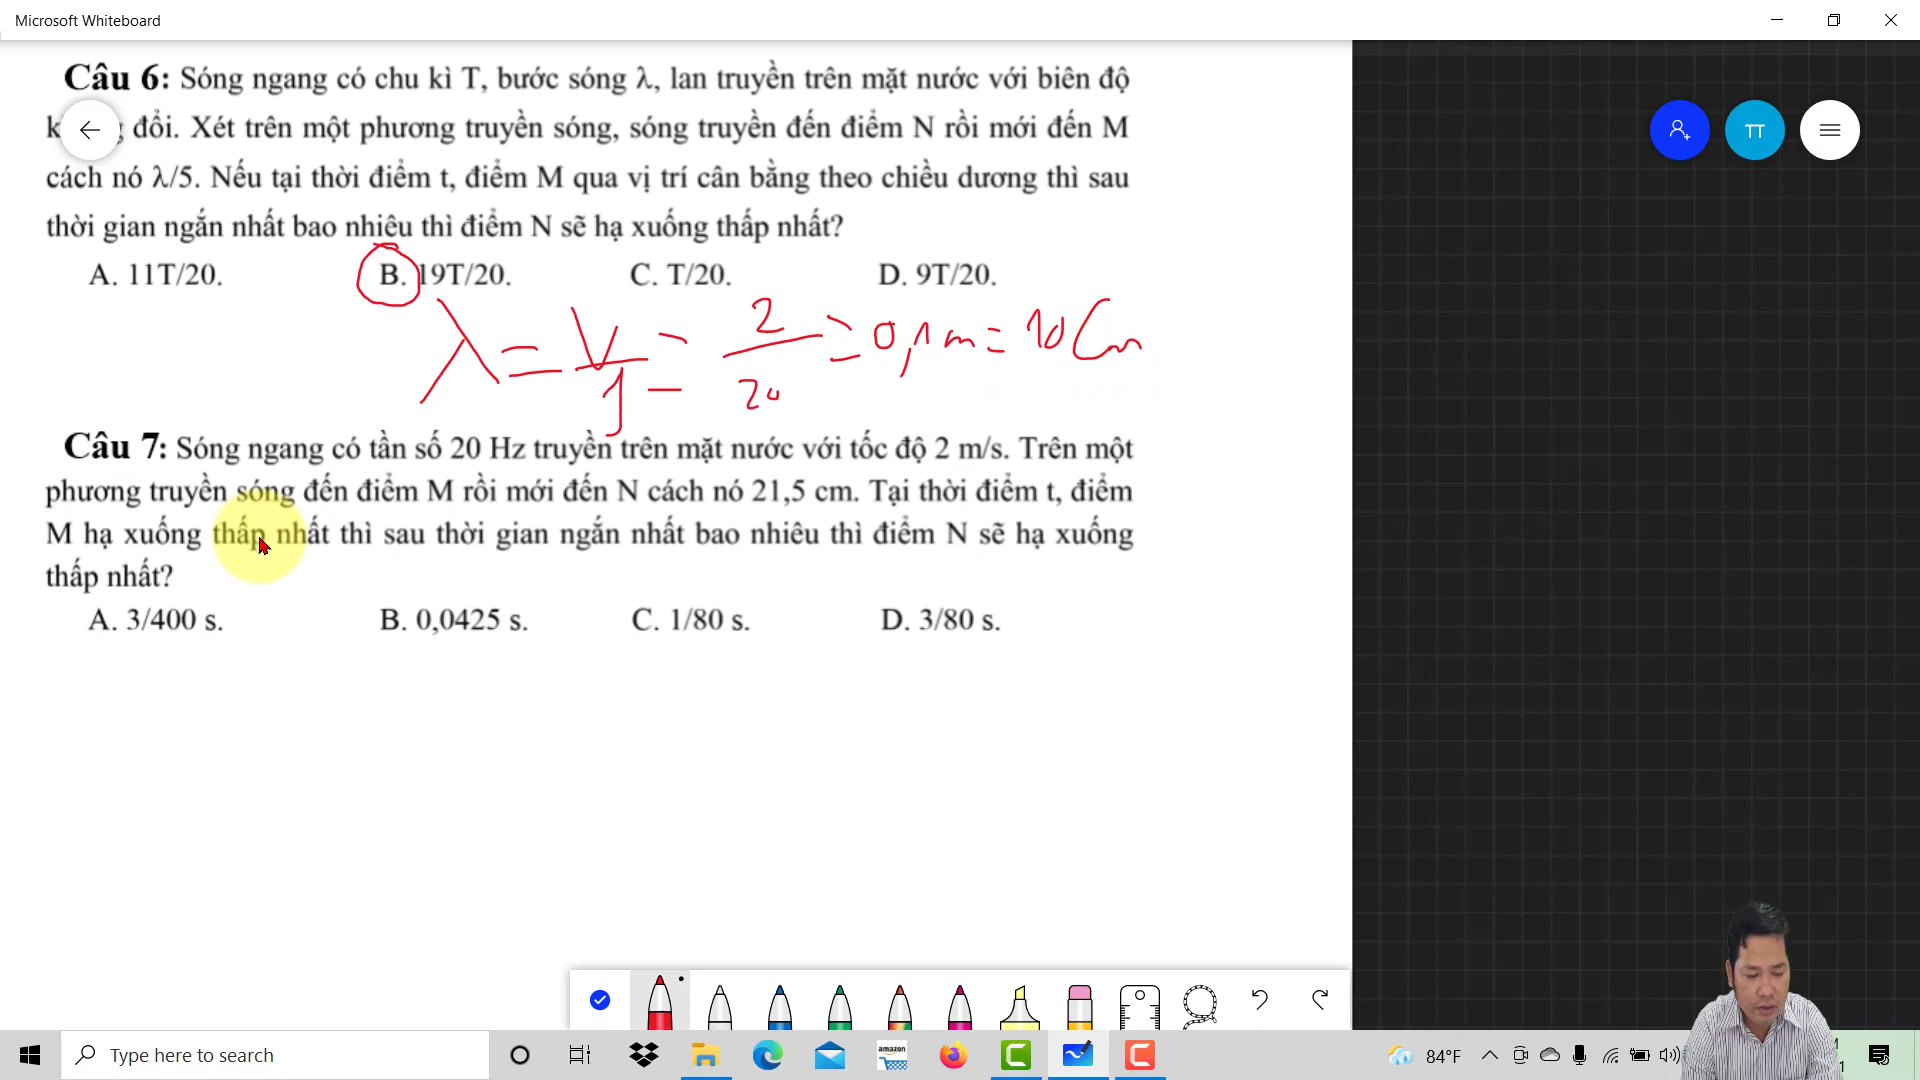 Microsoft Whiteboard
Câu 6: Sóng ngang có chu kì T, bước sóng λ, lan truyền trên mặt nước với biên độ
đổi. Xét trên một phương truyền sóng, sóng truyền đến điểm N rồi mới đến M
cách nó λ/5. Nếu tại thời điểm t, điểm M qua vị trí cân bằng theo chiều dương thì sau
thời gian ngắn nhất bao nhiêu thì điểm N sẽ hạ xuống thấp nhất?
A. 11T/20. B. 19T/20. C. T/20. D. 9T/20.
λ = V/f = 2/20 = 0,1m = 10 Cm
Câu 7: Sóng ngang có tần số 20 Hz truyền trên mặt nước với tốc độ 2 m/s. Trên một
phương truyền sóng đến điểm M rồi mới đến N cách nó 21,5 cm. Tại thời điểm t, điểm
M hạ xuống thấp nhất thì sau thời gian ngắn nhất bao nhiêu thì điểm N sẽ hạ xuống
thấp nhất?
A. 3/400 s. B. 0,0425 s. C. 1/80 s. D. 3/80 s.
TT
Type here to search
amazon
84°F